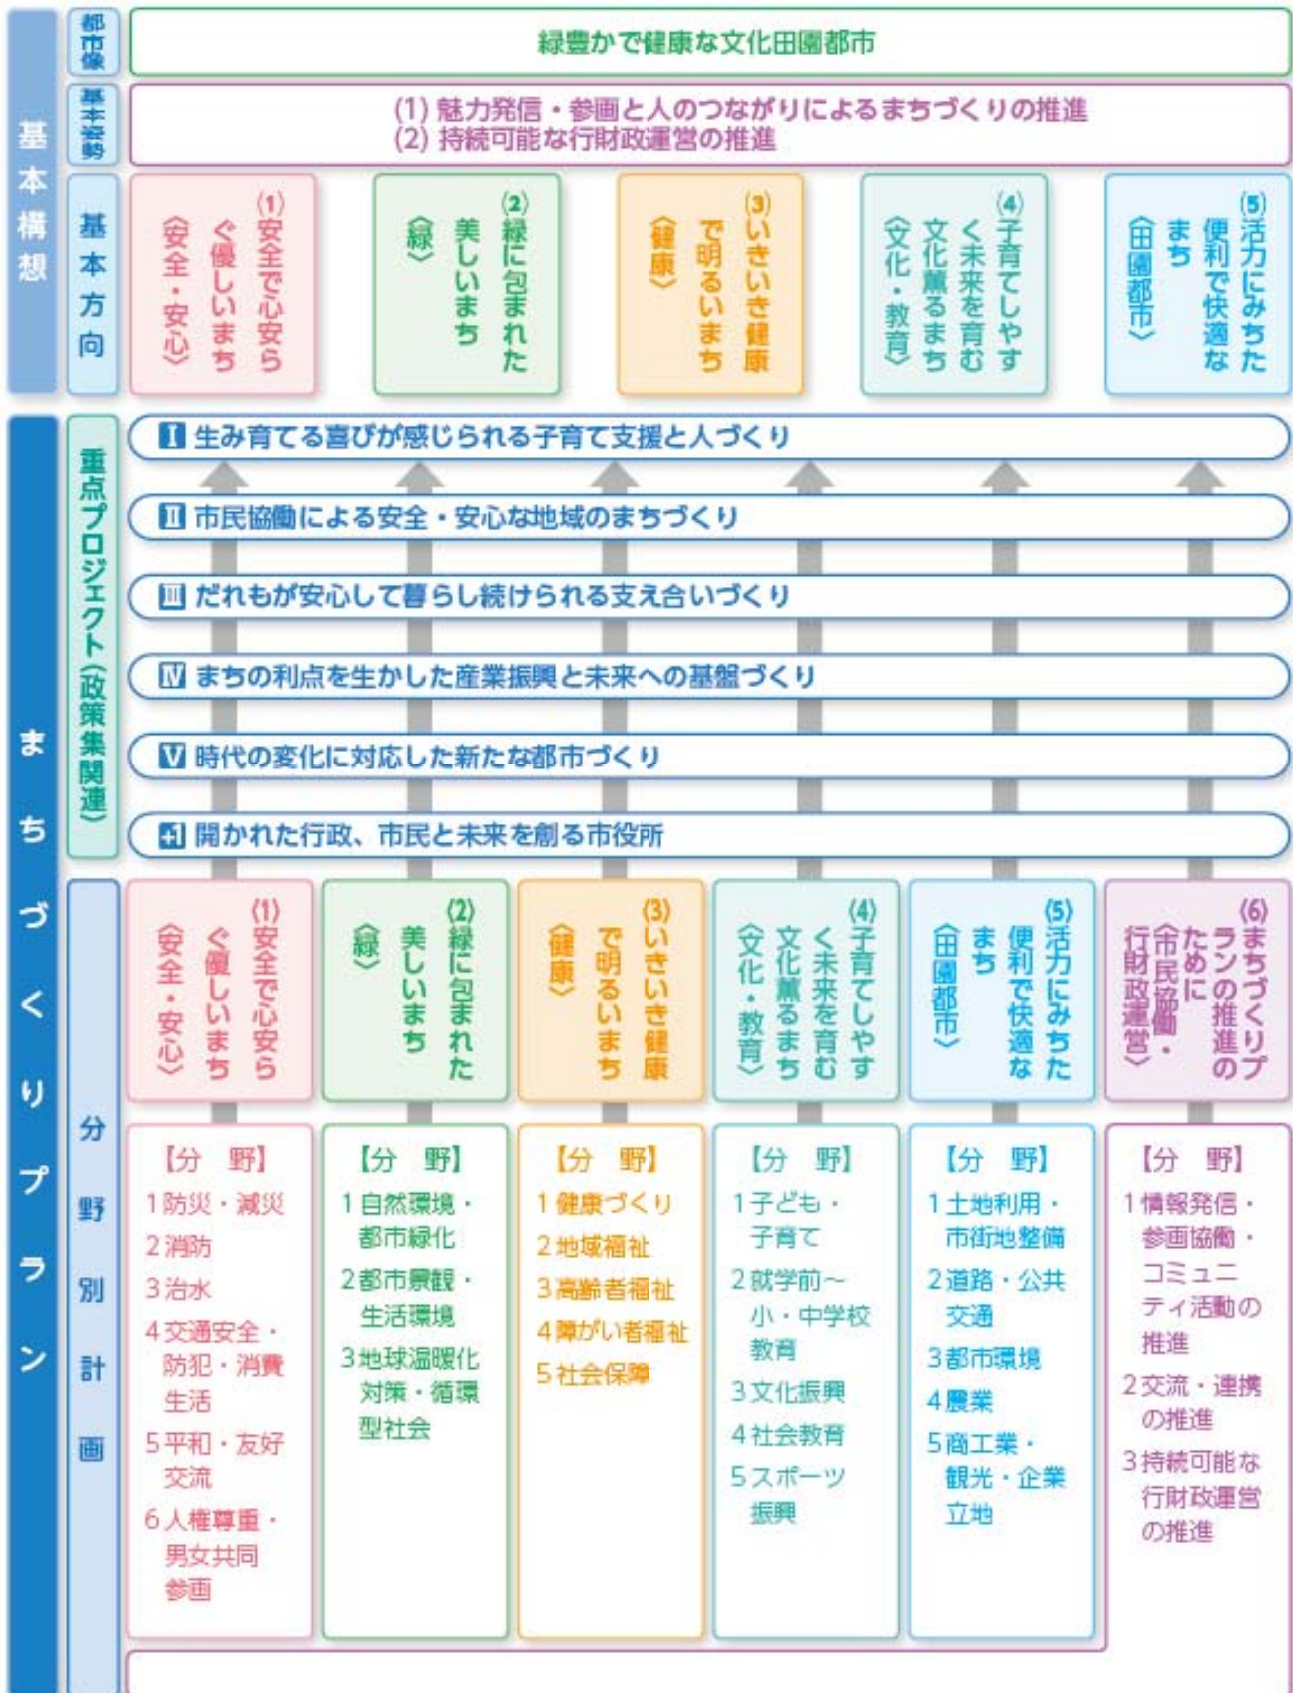 基本構想
都市像
緑豊かで健康な文化田園都市
基本姿勢
(1) 魅力発信・参画と人のつながりによるまちづくりの推進
(2) 持続可能な行財政運営の推進
基本方向
(1)安全で心安ら
ぐ優しいまち
〈安全・安心〉
(2)緑に包まれた
美しいまち
〈緑〉
(3)いきいき健康
で明るいまち
〈健康〉
(4)子育てしやす
く未来を育む
文化薫るまち
〈文化・教育〉
(5)活力にみちた
便利で快適な
まち
〈田園都市〉
まちづくりプラン
重点プロジェクト(政策集関連)
Ⅰ 生み育てる喜びが感じられる子育て支援と人づくり
Ⅱ 市民協働による安全・安心な地域のまちづくり
Ⅲ だれもが安心して暮らし続けられる支え合いづくり
Ⅳ まちの利点を生かした産業振興と未来への基盤づくり
Ⅴ 時代の変化に対応した新たな都市づくり
+1 開かれた行政、市民と未来を創る市役所
分野別計画
(1)安全で心安ら
ぐ優しいまち
〈安全・安心〉
【分 野】
1 防災・減災
2 消防
3 治水
4 交通安全・
防犯・消費
生活
5 平和・友好
交流
6 人権尊重・
男女共同
参画
(2)緑に包まれた
美しいまち
〈緑〉
【分 野】
1 自然環境・
都市緑化
2 都市景観・
生活環境
3 地球温暖化
対策・循環
型社会
(3)いきいき健康
で明るいまち
〈健康〉
【分 野】
1 健康づくり
2 地域福祉
3 高齢者福祉
4 障がい者福祉
5 社会保障
(4)子育てしやす
く未来を育む
文化薫るまち
〈文化・教育〉
【分 野】
1 子ども・
子育て
2 就学前～
小・中学校
教育
3 文化振興
4 社会教育
5 スポーツ
振興
(5)活力にみちた
便利で快適な
まち
〈田園都市〉
【分 野】
1 土地利用・
市街地整備
2 道路・公共
交通
3 都市環境
4 農業
5 商工業・
観光・企業
立地
(6)まちづくりプ
ランの推進の
ために
〈市民協働・
行財政運営〉
【分 野】
1 情報発信・
参画協働・
コミュニ
ティ活動の
推進
2 交流・連携
の推進
3 持続可能な
行財政運営
の推進